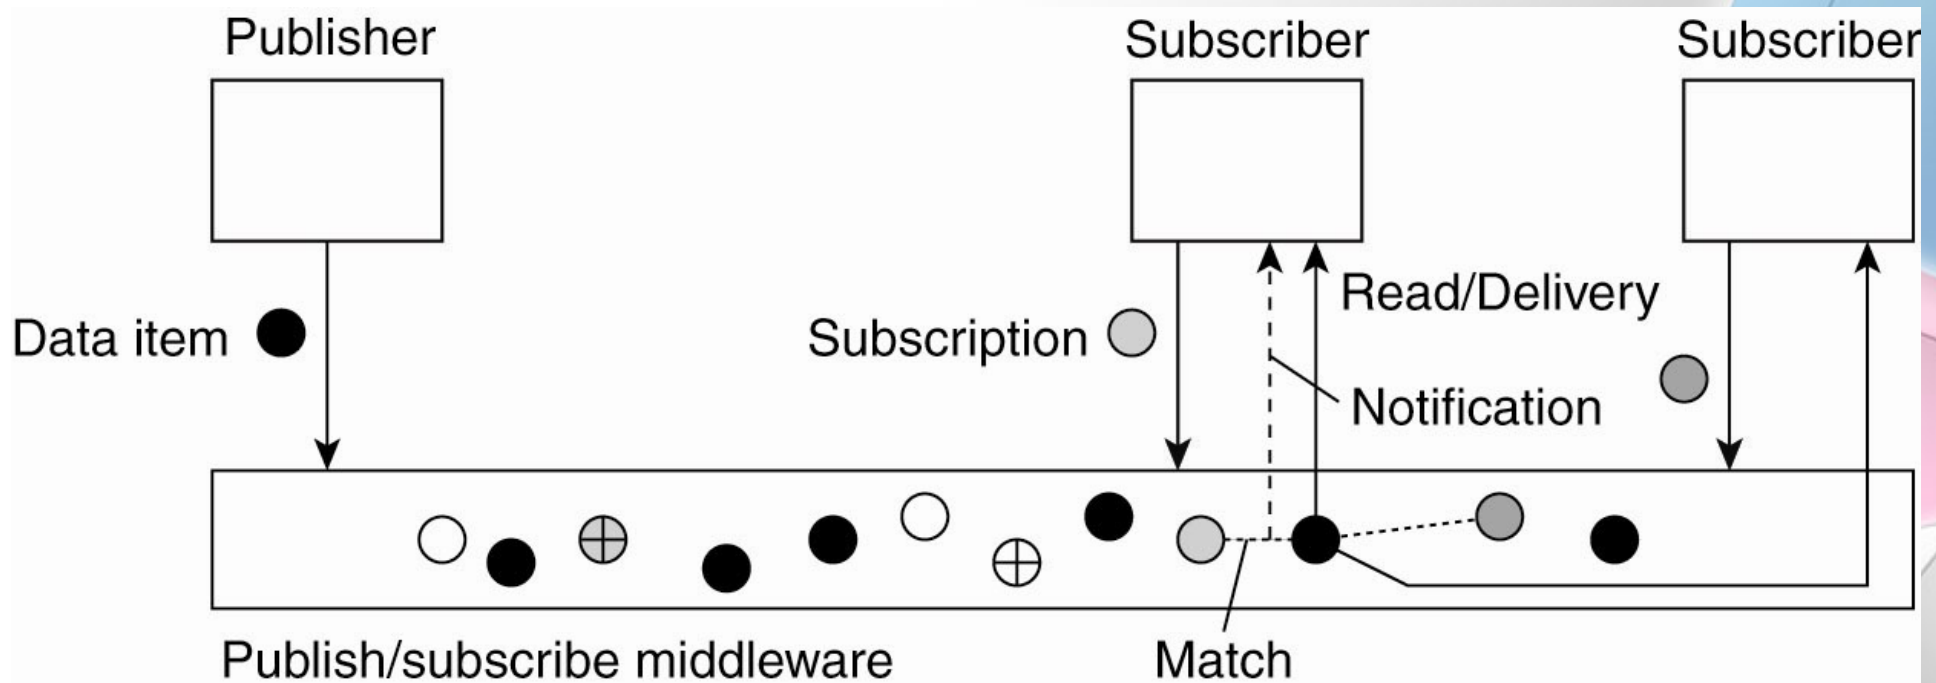 Publisher
Subscriber
Subscriber
Data item
Subscription
Read/Delivery
Notification
Publish/subscribe middleware
Match